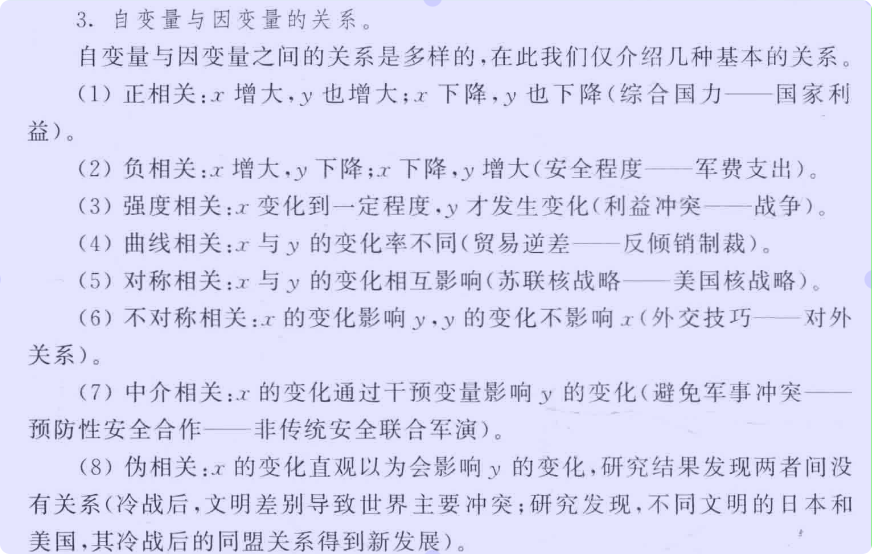 3. 自变量与因变量的关系。
自变量与因变量之间的关系是多样的,在此我们仅介绍几种基本的关系。
(1) 正相关:x 增大,y 也增大;x 下降,y 也下降(综合国力——国家利
益)。
(2) 负相关:x 增大,y 下降;x 下降,y 增大(安全程度——军费支出)。
(3) 强度相关:x 变化到一定程度,y 才发生变化(利益冲突——战争)。
(4) 曲线相关:x 与 y 的变化率不同(贸易逆差——反倾销制裁)。
(5) 对称相关:x 与 y 的变化相互影响(苏联核战略——美国核战略)。
(6) 不对称相关:x 的变化影响 y,y 的变化不影响 x(外交技巧——对外
关系)。
(7) 中介相关:x 的变化通过干预变量影响 y 的变化(避免军事冲突——
预防性安全合作——非传统安全联合军演)。
(8) 伪相关:x 的变化直观以为会影响 y 的变化,研究结果发现两者间没
有关系(冷战后,文明差别导致世界主要冲突;研究发现,不同文明的日本和
美国,其冷战后的同盟关系得到新发展)。